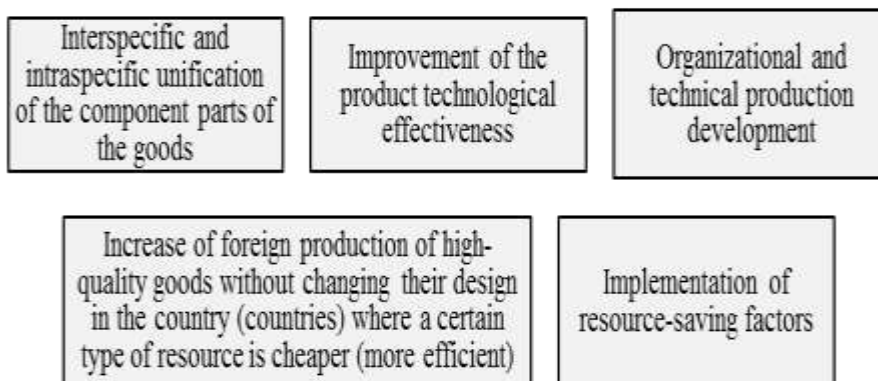 Interspecific and
intraspecific unification
of the component parts of
the goods
Improvement of the
product technological
effectiveness
Organizational and
technical production
development
Increase of foreign production of high-
quality goods without changing their design
in the country (countries) where a certain
type of resource is cheaper (more efficient)
Implementation of
resource-saving factors